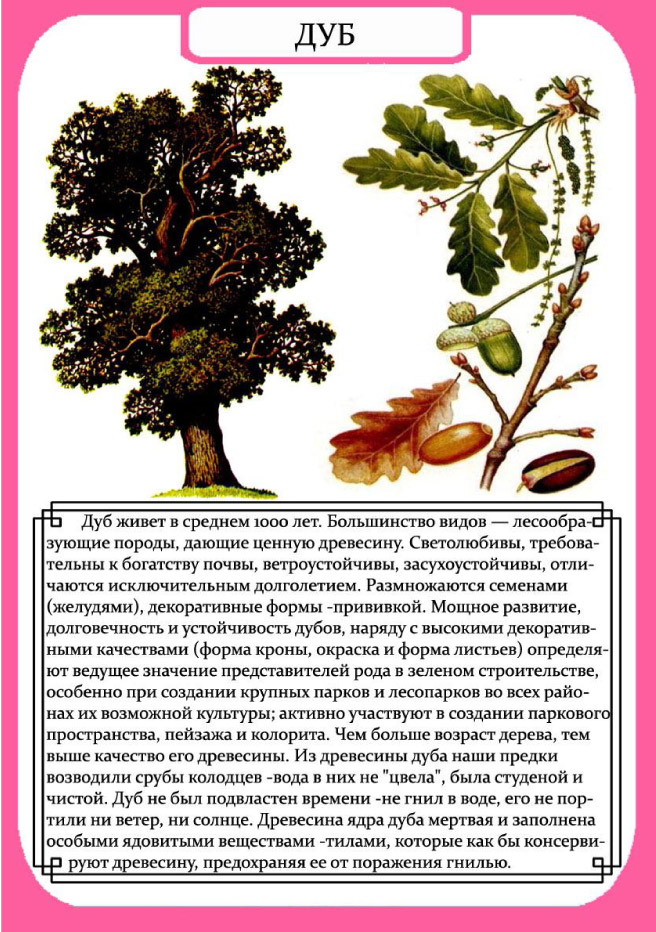 ДУБ
Дуб живет в среднем 1000 лет. Большинство видов — лесообра-
зующие породы, дающие ценную древесину. Светолюбивы, требова-
тельны к богатству почвы, ветроустойчивы, засухоустойчивы, отли-
чаются исключительным долголетием. Размножаются семенами
(желудями), декоративные формы -прививкой. Мощное развитие,
долговечность и устойчивость дубов, наряду с высокими декоратив-
ными качествами (форма кроны, окраска и форма листьев) определя-
ют ведущее значение представителей рода в зеленом строительстве,
особенно при создании крупных парков и лесопарков во всех райо-
нах их возможной культуры; активно участвуют в создании паркового
пространства, пейзажа и колорита. Чем больше возраст дерева, тем
выше качество его древесины. Из древесины дуба наши предки
возводили срубы колодцев -вода в них не "цвела", была студеной и
чистой. Дуб не был подвластен времени -не гнил в воде, его не пор-
тили ни ветер, ни солнце. Древесина ядра дуба мертвая и заполнена
особыми ядовитыми веществами -тилами, которые как бы консерви-
руют древесину, предохраняя ее от поражения гнилью.